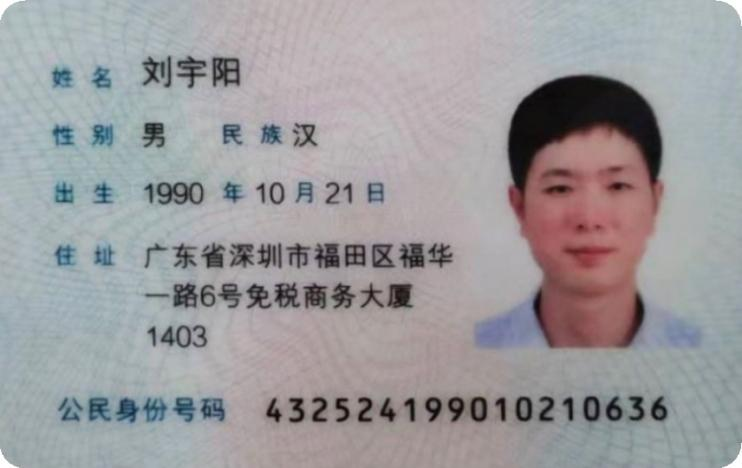 姓名 刘宇阳
性别 男 民族 汉
出生 1990 年 10 月 21 日
住址 广东省深圳市福田区福华
一路6号免税商务大厦
1403
公民身份号码 432524199010210636